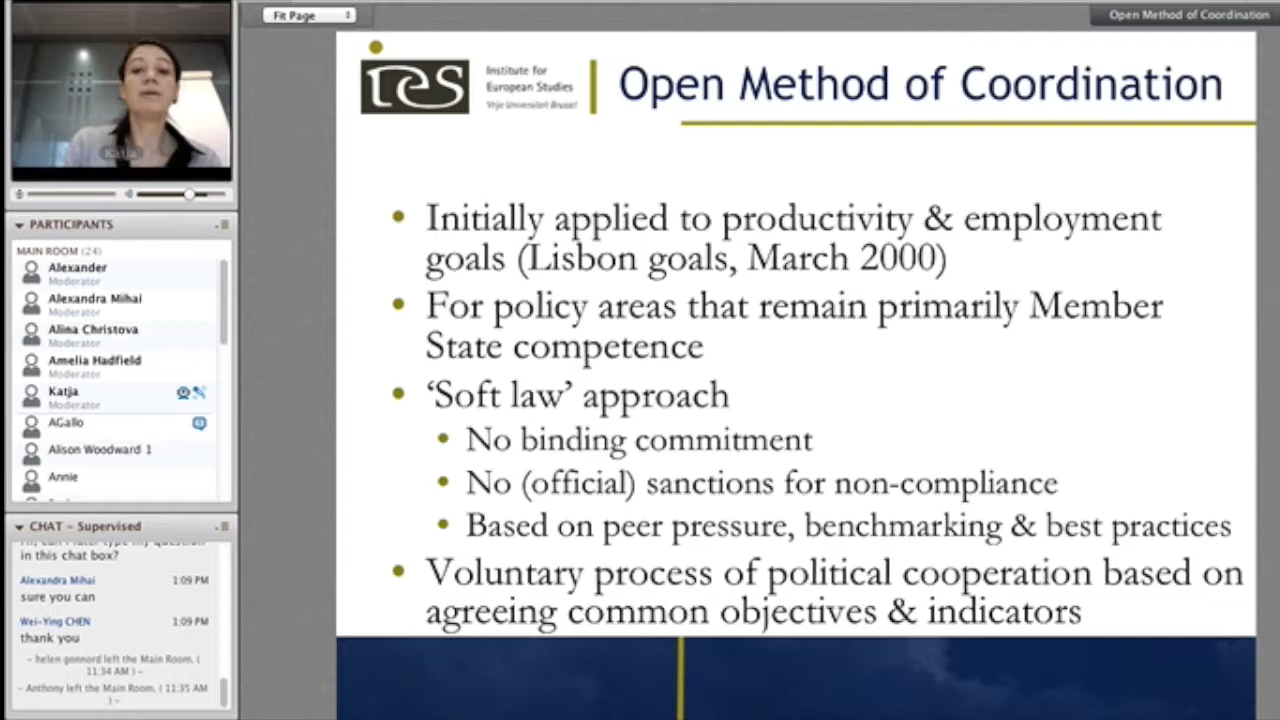 Fit Page
Open Method of Coordination
Katja
PARTICIPANTS
MAIN ROOM (24)
Alexander
Moderator
Alexandra Mihai
Moderator
Alina Christova
Moderator
Amelia Hadfield
Moderator
Katja
Moderator
AGallo
Alison Woodward 1
Annie
CHAT – Supervised
in this chat box?
Alexandra Mihai 1:09 PM
sure you can
Wei-Ying CHEN 1:09 PM
thank you
– helen gonnord left the Main Room. (
11:34 AM ) –
– Anthony left the Main Room. ( 11:35 AM
) –
ies
Institute for
European Studies
Vrije Universiteit Brussel
Open Method of Coordination
• Initially applied to productivity & employment
goals (Lisbon goals, March 2000)
• For policy areas that remain primarily Member
State competence
• ‘Soft law’ approach
• No binding commitment
• No (official) sanctions for non-compliance
• Based on peer pressure, benchmarking & best practices
• Voluntary process of political cooperation based on
agreeing common objectives & indicators